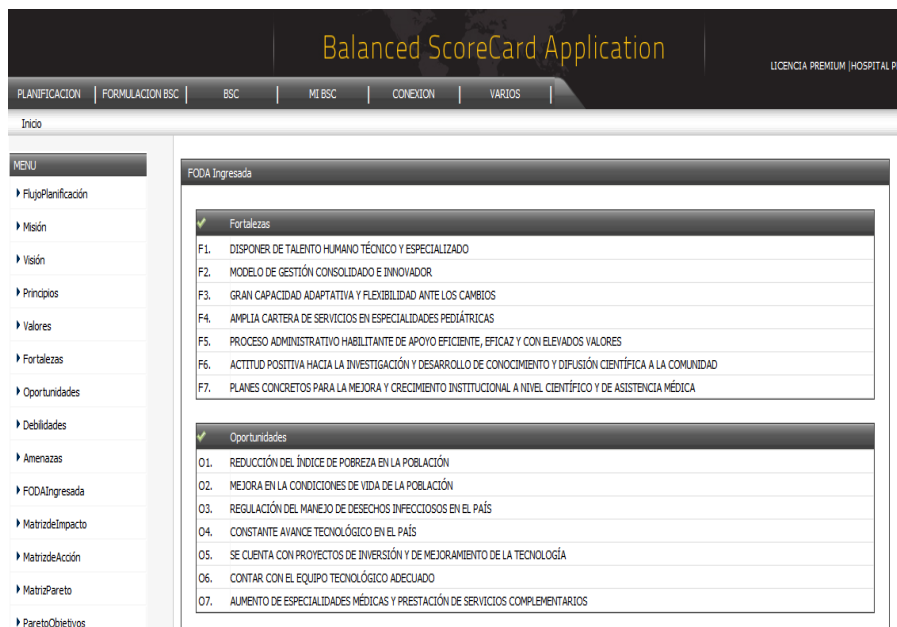 Balanced ScoreCard Application
LICENCIA PREMIUM |HOSPITAL P
PLANIFICACION | FORMULACION BSC | BSC | MI BSC | CONEXION | VARIOS |
Inicio
MENU
FlujoPlanificación
Misión
Visión
Principios
Valores
Fortalezas
Oportunidades
Debilidades
Amenazas
FODAIngresada
MatrizdeImpacto
MatrizdeAcción
MatrizPareto
ParetoObjetivos
FODA Ingresada
Fortalezas
F1. DISPONER DE TALENTO HUMANO TÉCNICO Y ESPECIALIZADO
F2. MODELO DE GESTIÓN CONSOLIDADO E INNOVADOR
F3. GRAN CAPACIDAD ADAPTATIVA Y FLEXIBILIDAD ANTE LOS CAMBIOS
F4. AMPLIA CARTERA DE SERVICIOS EN ESPECIALIDADES PEDIÁTRICAS
F5. PROCESO ADMINISTRATIVO HABILITANTE DE APOYO EFICIENTE, EFICAZ Y CON ELEVADOS VALORES
F6. ACTITUD POSITIVA HACIA LA INVESTIGACIÓN Y DESARROLLO DE CONOCIMIENTO Y DIFUSIÓN CIENTÍFICA A LA COMUNIDAD
F7. PLANES CONCRETOS PARA LA MEJORA Y CRECIMIENTO INSTITUCIONAL A NIVEL CIENTÍFICO Y DE ASISTENCIA MÉDICA
Oportunidades
O1. REDUCCIÓN DEL ÍNDICE DE POBREZA EN LA POBLACIÓN
O2. MEJORA EN LA CONDICIONES DE VIDA DE LA POBLACIÓN
O3. REGULACIÓN DEL MANEJO DE DESECHOS INFECCIOSOS EN EL PAÍS
O4. CONSTANTE AVANCE TECNOLÓGICO EN EL PAÍS
O5. SE CUENTA CON PROYECTOS DE INVERSIÓN Y DE MEJORAMIENTO DE LA TECNOLOGÍA
O6. CONTAR CON EL EQUIPO TECNOLÓGICO ADECUADO
O7. AUMENTO DE ESPECIALIDADES MÉDICAS Y PRESTACIÓN DE SERVICIOS COMPLEMENTARIOS